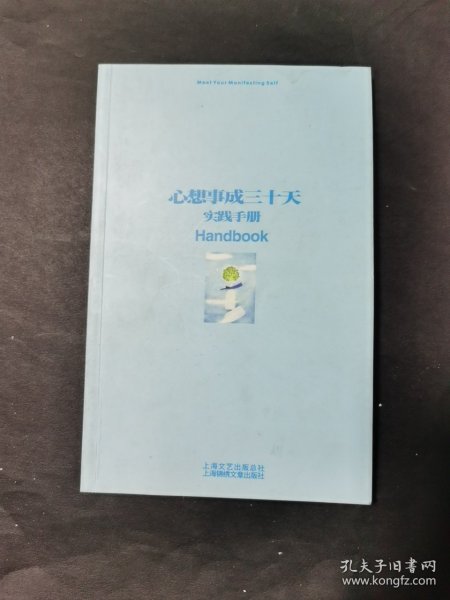 Meet Your Manifesting Self
心想事成三十天
实践手册
Handbook
上海文艺出版总社
上海锦绣文章出版社
孔夫子旧书网
www.kongfz.com